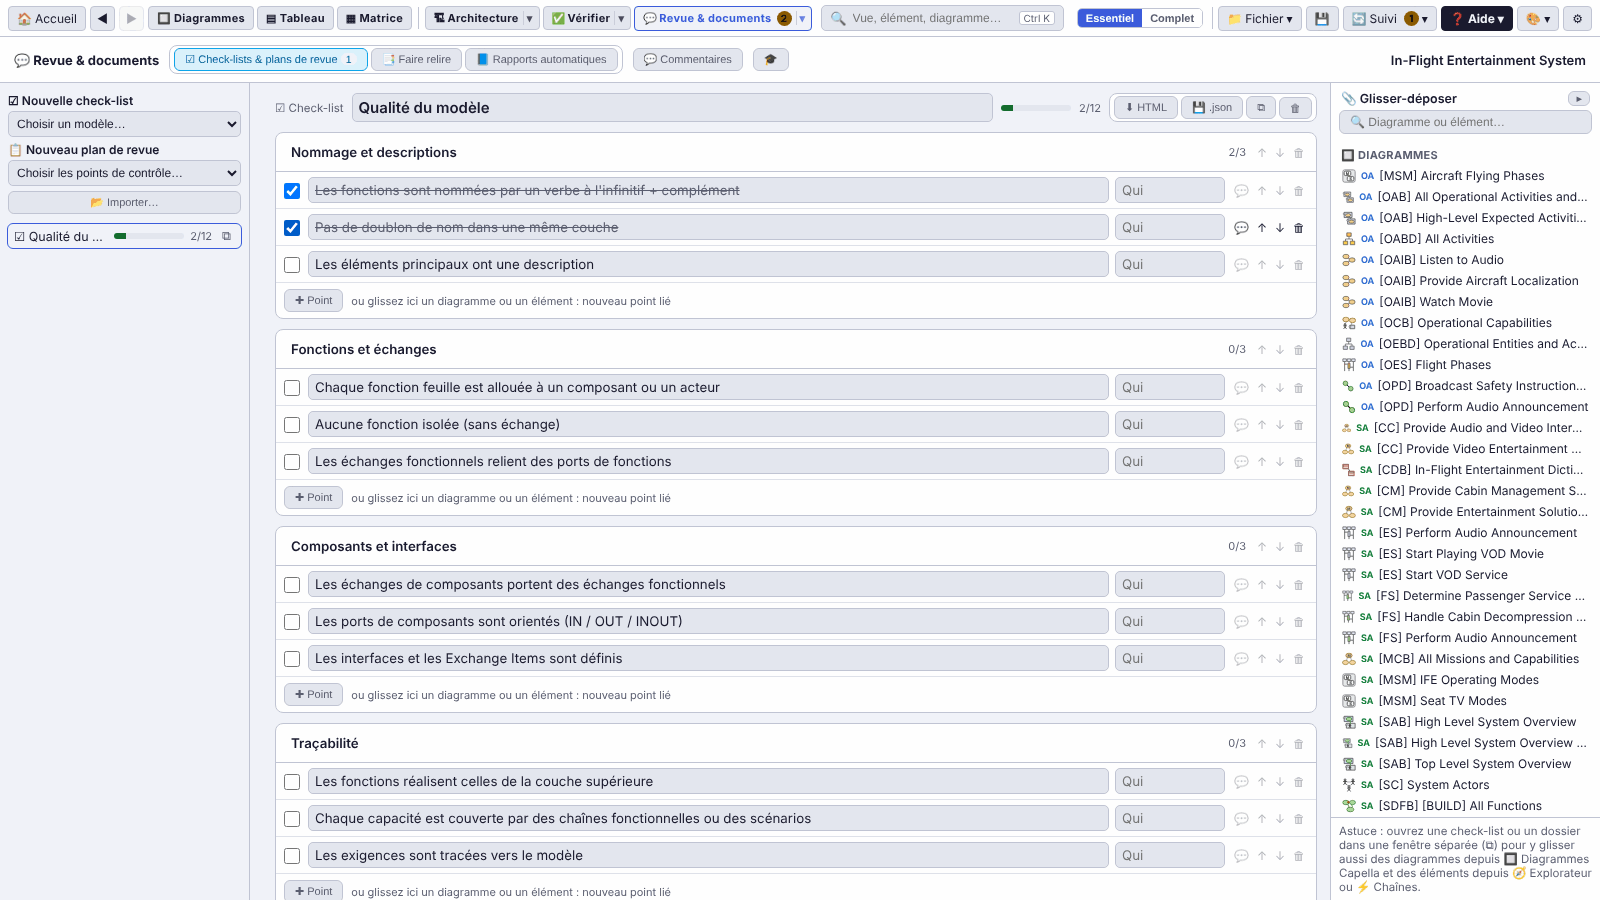 🏠 Accueil ◀ ▶ 🔲 Diagrammes ▤ Tableau ▦ Matrice 🏗 Architecture ▾ ✅ Vérifier ▾ 💬 Revue & documents 2 ▾ 🔍 Vue, élément, diagramme… Ctrl K Essentiel Complet 📁 Fichier ▾ 💾 🔄 Suivi 1 ▾ ❓ Aide ▾ 🎨 ▾ ⚙
💬 Revue & documents ☑ Check-lists & plans de revue 1 📑 Faire relire 📘 Rapports automatiques 💬 Commentaires 🎓 In-Flight Entertainment System
☑ Nouvelle check-list
Choisir un modèle…
📋 Nouveau plan de revue
Choisir les points de contrôle…
📂 Importer…
☑ Qualité du ... 2/12 ⧉
☑ Check-list Qualité du modèle 2/12 ⬇ HTML 💾 .json ⧉ 🗑
Nommage et descriptions 2/3 ↑ ↓ 🗑
Les fonctions sont nommées par un verbe à l'infinitif + complément Qui 💬 ↑ ↓ 🗑
Pas de doublon de nom dans une même couche Qui 💬 ↑ ↓ 🗑
Les éléments principaux ont une description Qui 💬 ↑ ↓ 🗑
✚ Point ou glissez ici un diagramme ou un élément : nouveau point lié
Fonctions et échanges 0/3 ↑ ↓ 🗑
Chaque fonction feuille est allouée à un composant ou un acteur Qui 💬 ↑ ↓ 🗑
Aucune fonction isolée (sans échange) Qui 💬 ↑ ↓ 🗑
Les échanges fonctionnels relient des ports de fonctions Qui 💬 ↑ ↓ 🗑
✚ Point ou glissez ici un diagramme ou un élément : nouveau point lié
Composants et interfaces 0/3 ↑ ↓ 🗑
Les échanges de composants portent des échanges fonctionnels Qui 💬 ↑ ↓ 🗑
Les ports de composants sont orientés (IN / OUT / INOUT) Qui 💬 ↑ ↓ 🗑
Les interfaces et les Exchange Items sont définis Qui 💬 ↑ ↓ 🗑
✚ Point ou glissez ici un diagramme ou un élément : nouveau point lié
Traçabilité 0/3 ↑ ↓ 🗑
Les fonctions réalisent celles de la couche supérieure Qui 💬 ↑ ↓ 🗑
Chaque capacité est couverte par des chaînes fonctionnelles ou des scénarios Qui 💬 ↑ ↓ 🗑
Les exigences sont tracées vers le modèle Qui 💬 ↑ ↓ 🗑
✚ Point ou glissez ici un diagramme ou un élément : nouveau point lié
📎 Glisser-déposer ▸
🔍 Diagramme ou élément…
🔲 DIAGRAMMES
OA [MSM] Aircraft Flying Phases
OA [OAB] All Operational Activities and...
OA [OAB] High-Level Expected Activiti...
OA [OABD] All Activities
OA [OAIB] Listen to Audio
OA [OAIB] Provide Aircraft Localization
OA [OAIB] Watch Movie
OA [OCB] Operational Capabilities
OA [OEBD] Operational Entities and Ac...
OA [OES] Flight Phases
OA [OPD] Broadcast Safety Instruction...
OA [OPD] Perform Audio Announcement
SA [CC] Provide Audio and Video Inter...
SA [CC] Provide Video Entertainment ...
SA [CDB] In-Flight Entertainment Dicti...
SA [CM] Provide Cabin Management S...
SA [CM] Provide Entertainment Solutio...
SA [ES] Perform Audio Announcement
SA [ES] Start Playing VOD Movie
SA [ES] Start VOD Service
SA [FS] Determine Passenger Service ...
SA [FS] Handle Cabin Decompression ...
SA [FS] Perform Audio Announcement
SA [MCB] All Missions and Capabilities
SA [MSM] IFE Operating Modes
SA [MSM] Seat TV Modes
SA [SAB] High Level System Overview
SA [SAB] High Level System Overview ...
SA [SAB] Top Level System Overview
SA [SC] System Actors
SA [SDFB] [BUILD] All Functions
Astuce : ouvrez une check-list ou un dossier
dans une fenêtre séparée (⧉) pour y glisser
aussi des diagrammes depuis 🔲 Diagrammes
Capella et des éléments depuis 🧭 Explorateur
ou ⚡ Chaînes.